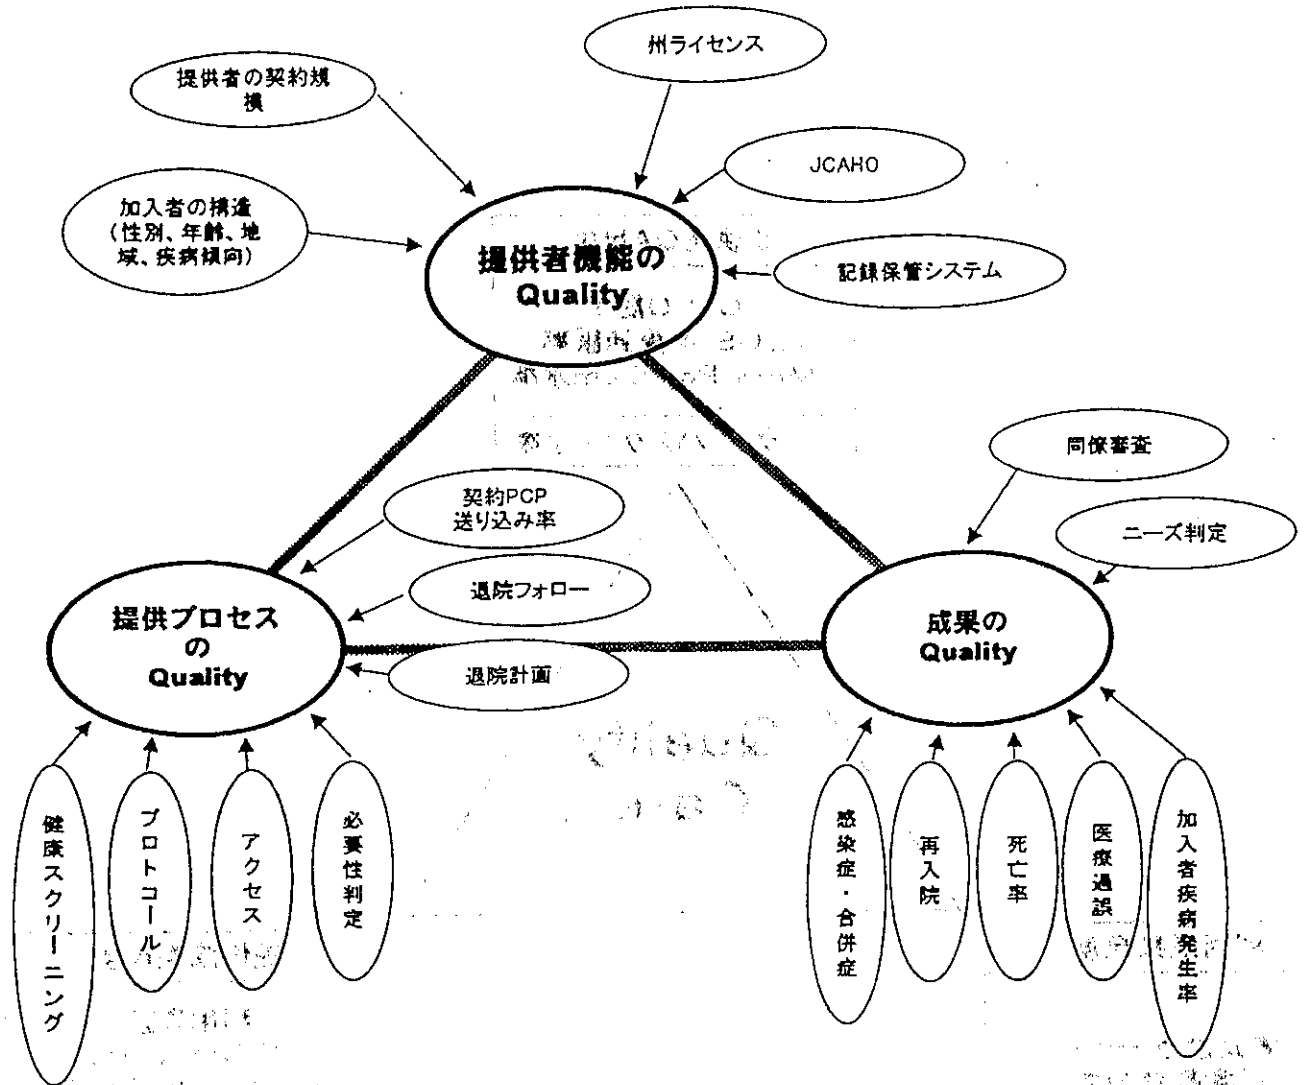 州ライセンス
提供者の契約規
模
JCAHO
加入者の構造
(性別、年齢、地
域、疾病傾向)
提供者機能の
Quality
記録保管システム
同僚審査
契約PCP
送り込み率
ニーズ判定
退院フォロー
提供プロセス
の
Quality
成果の
Quality
退院計画
健康スクリーニング
プロトコール
アクセス
必要性判定
感染症・合併症
再入院
死亡率
医療過誤
加入者疾病発生率